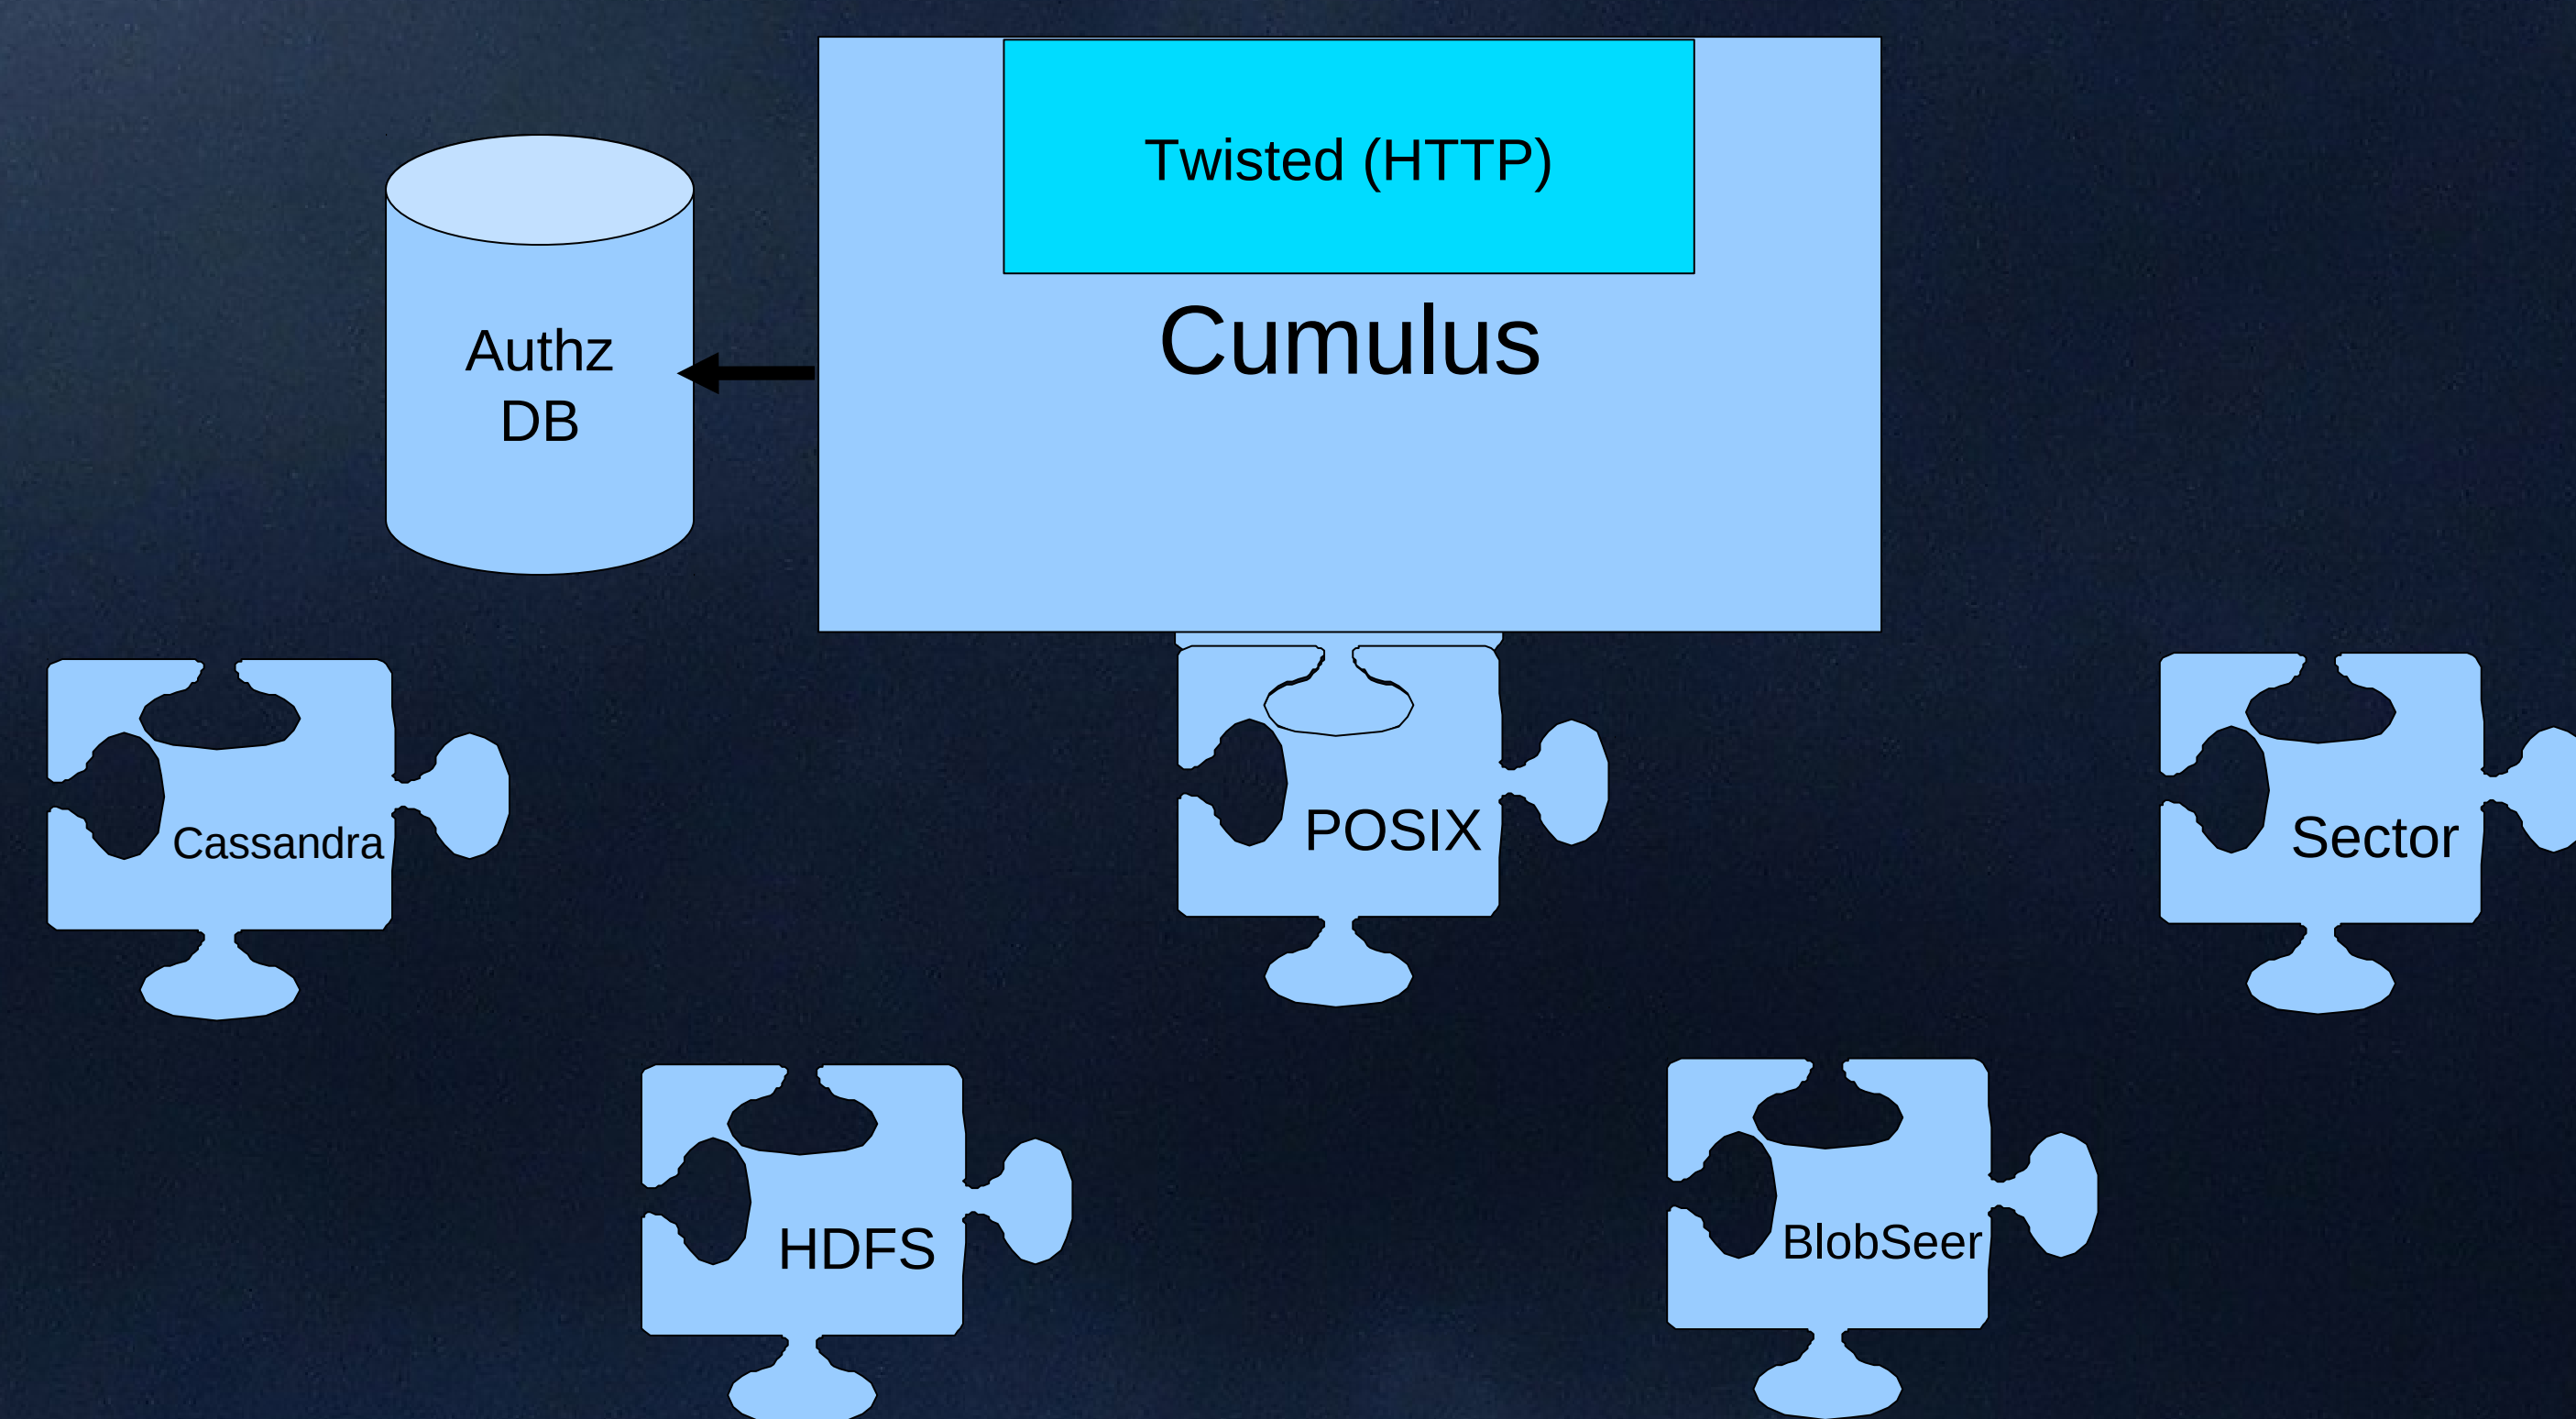 Twisted (HTTP)
Cumulus
Authz
DB
Cassandra
POSIX
Sector
HDFS
BlobSeer